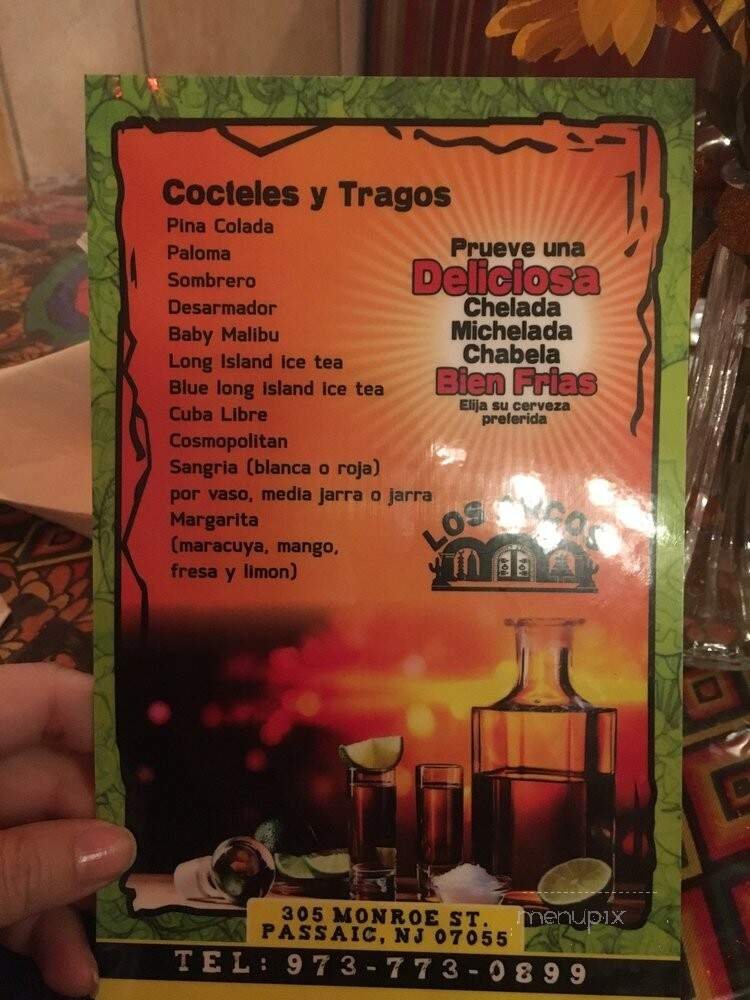 Cocteles y Tragos
Pina Colada
Paloma
Sombrero
Desarmador
Baby Malibu
Long Island ice tea
Blue long island ice tea
Cuba Libre
Cosmopolitan
Sangria (blanca o roja)
por vaso, media jarra o jarra
Margarita
(maracuya, mango,
fresa y limon)
Prueve una
Deliciosa
Chelada
Michelada
Chabela
Bien Frias
Elija su cerveza
preferida
LOS
305 MONROE ST.
PASSAIC, NJ 07055
TEL: 973-773-0899
menupix